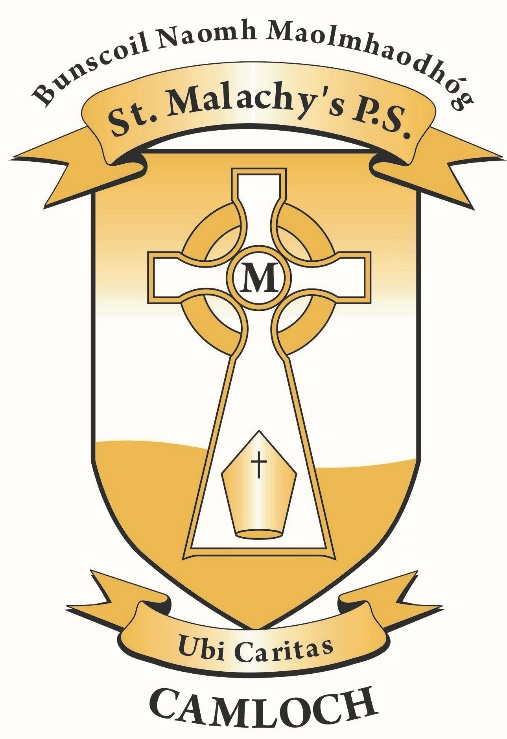 Bunscoil Naomh Maolmhaodhóg
St. Malachy's P.S.
M
Ubi Caritas
CAMLOCH